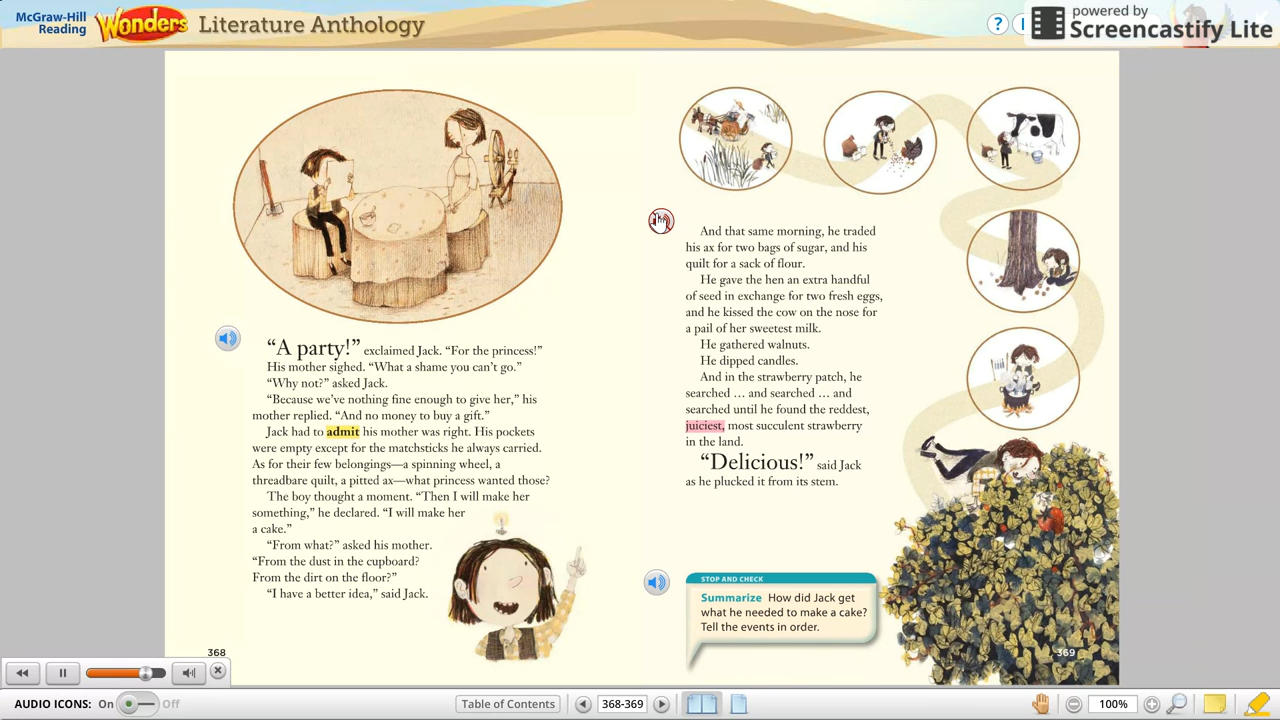 McGraw-Hill
Reading
Wonders
Literature Anthology
?
powered by
Screencastify Lite
“A party!” exclaimed Jack. “For the princess!”
His mother sighed. “What a shame you can’t go.”
“Why not?” asked Jack.
“Because we’ve nothing fine enough to give her,” his
mother replied. “And no money to buy a gift.”
Jack had to admit his mother was right. His pockets
were empty except for the matchsticks he always carried.
As for their few belongings—a spinning wheel, a
threadbare quilt, a pitted ax—what princess wanted those?
The boy thought a moment. “Then I will make her
something,” he declared. “I will make her
a cake.”
“From what?” asked his mother.
“From the dust in the cupboard?
From the dirt on the floor?”
“I have a better idea,” said Jack.
368
And that same morning, he traded
his ax for two bags of sugar, and his
quilt for a sack of flour.
He gave the hen an extra handful
of seed in exchange for two fresh eggs,
and he kissed the cow on the nose for
a pail of her sweetest milk.
He gathered walnuts.
He dipped candles.
And in the strawberry patch, he
searched ... and searched ... and
searched until he found the reddest,
juiciest, most succulent strawberry
in the land.
“Delicious!” said Jack
as he plucked it from its stem.
STOP AND CHECK
Summarize How did Jack get
what he needed to make a cake?
Tell the events in order.
369
AUDIO ICONS: On Off
Table of Contents
368-369
100%